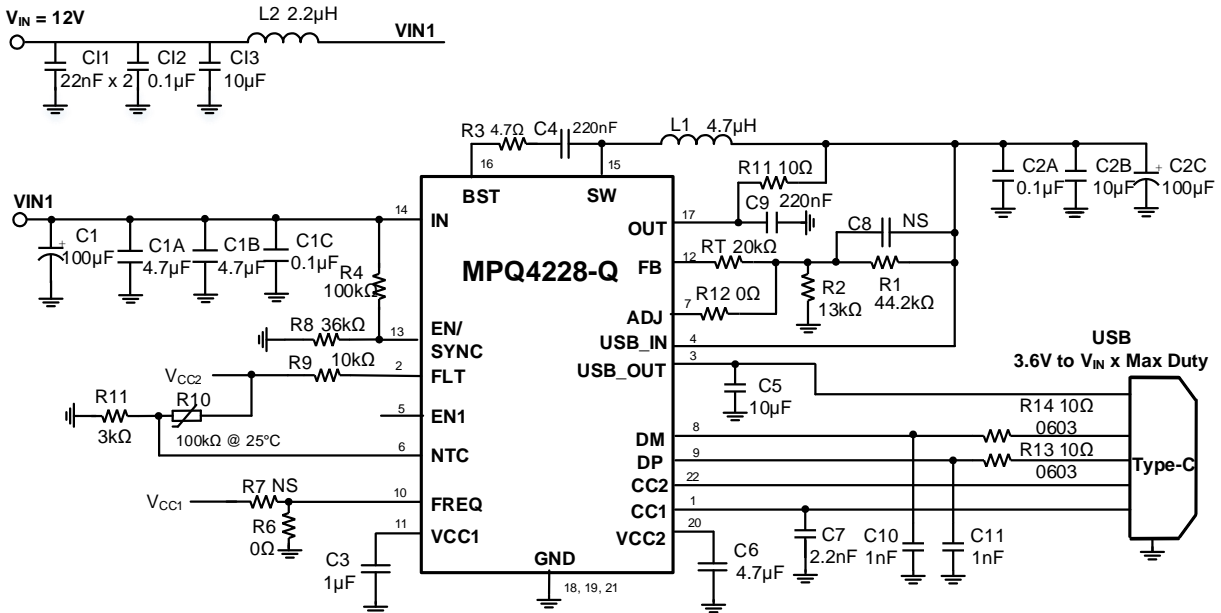 VIN = 12V
L2 2.2µH
VIN1
CI1
22nF x 2
CI2
0.1µF
CI3
10µF
R3 4.7Ω C4 220nF
L1 4.7µH
16
15
BST
SW
R11 10Ω
C9 220nF
C2A
0.1µF
C2B
10µF
+ C2C
100µF
VIN1
14 IN
OUT 17
C8 NS
+ C1
100µF
C1A
4.7µF
C1B
4.7µF
C1C
0.1µF
R4
100kΩ
MPQ4228-Q
FB 12
RT 20kΩ
R2
13kΩ
R1
44.2kΩ
ADJ 7
R12 0Ω
R8 36kΩ
13 EN/
SYNC
USB_IN 4
USB_OUT 3
USB
3.6V to VIN x Max Duty
VCC2
R9 10kΩ
2 FLT
C5
10µF
R11
3kΩ
R10
100kΩ @ 25°C
5 EN1
R14 10Ω
0603
DM 8
6 NTC
DP 9
R13 10Ω
0603
Type-C
CC2 22
VCC1
R7 NS
10 FREQ
CC1 1
R6
0Ω
11 VCC1
VCC2 20
C3
1µF
GND
18, 19, 21
C6
4.7µF
C7
2.2nF
C10
1nF
C11
1nF